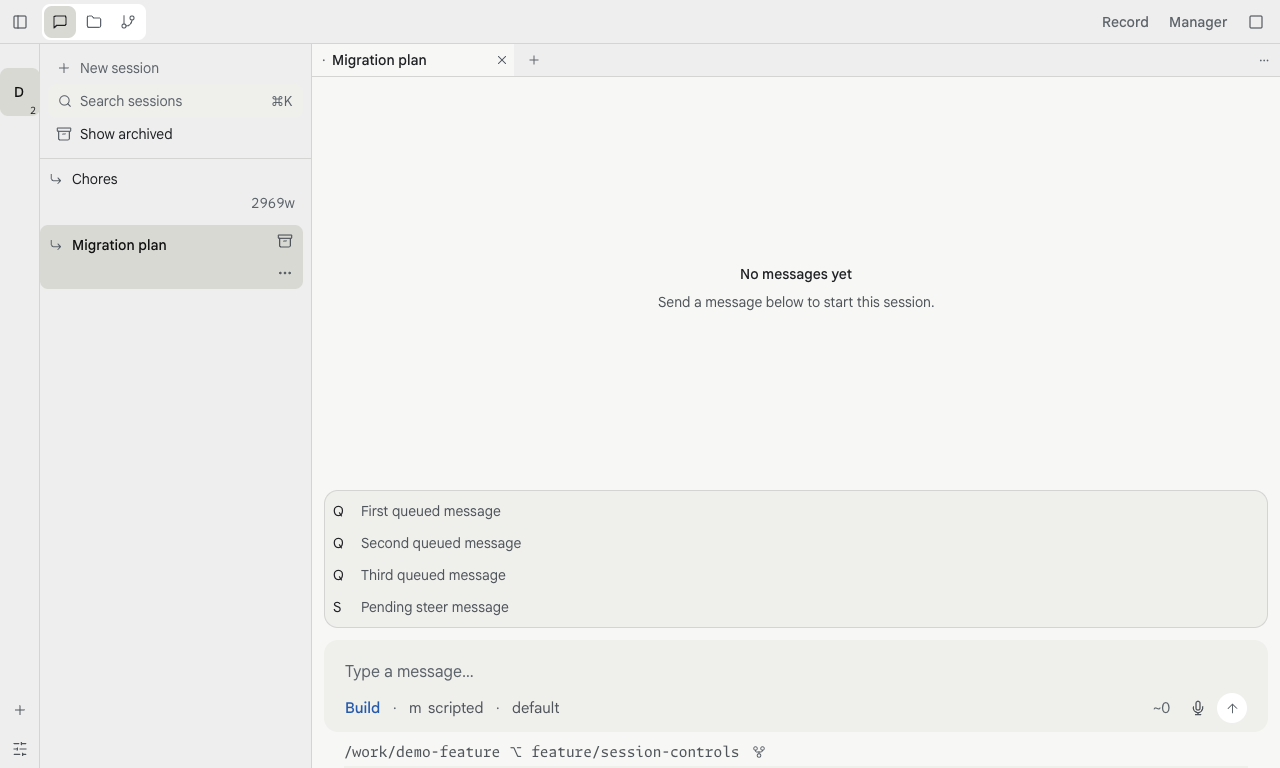 Record Manager
D
2
New session
Search sessions ⌘K
Show archived
Chores
2969w
Migration plan
· Migration plan
No messages yet
Send a message below to start this session.
Q First queued message
Q Second queued message
Q Third queued message
S Pending steer message
Type a message...
Build · m scripted · default ~0
/work/demo-feature ⌥ feature/session-controls